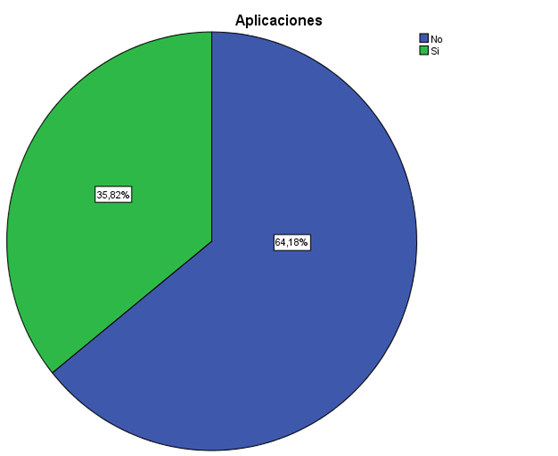 Aplicaciones
No
Si
35,82%
64,18%